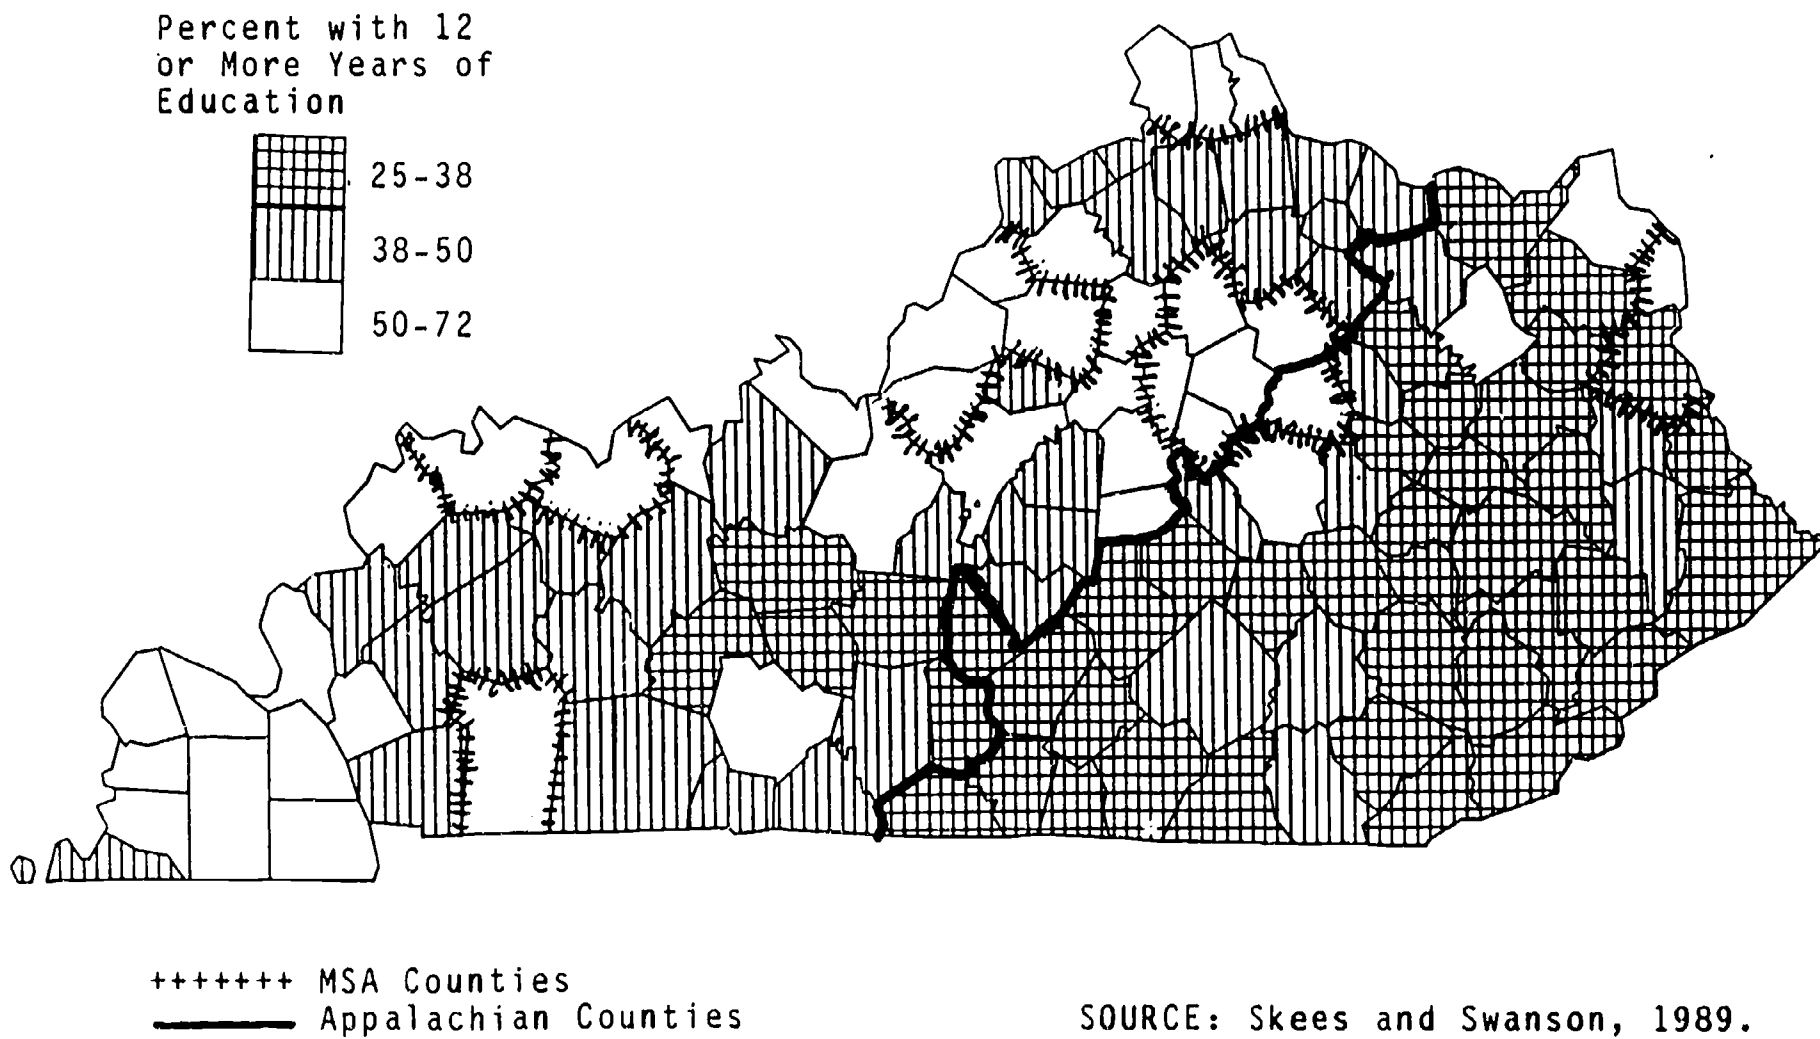 Percent with 12
or More Years of
Education
25-38
38-50
50-72
+++++++ MSA Counties
Appalachian Counties
SOURCE: Skees and Swanson, 1989.